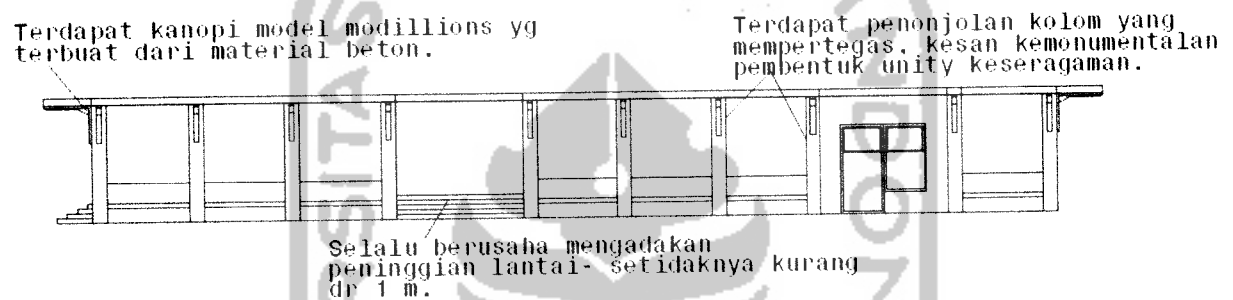 Terdapat kanopi model modillions yg
terbuat dari material beton.
Terdapat penonjolan kolom yang
mempertegas. kesan kemonumentalan
pembentuk unity keseragaman.
Selalu berusaha mengadakan
peninggian lantai- setidaknya kurang
dr 1 m.